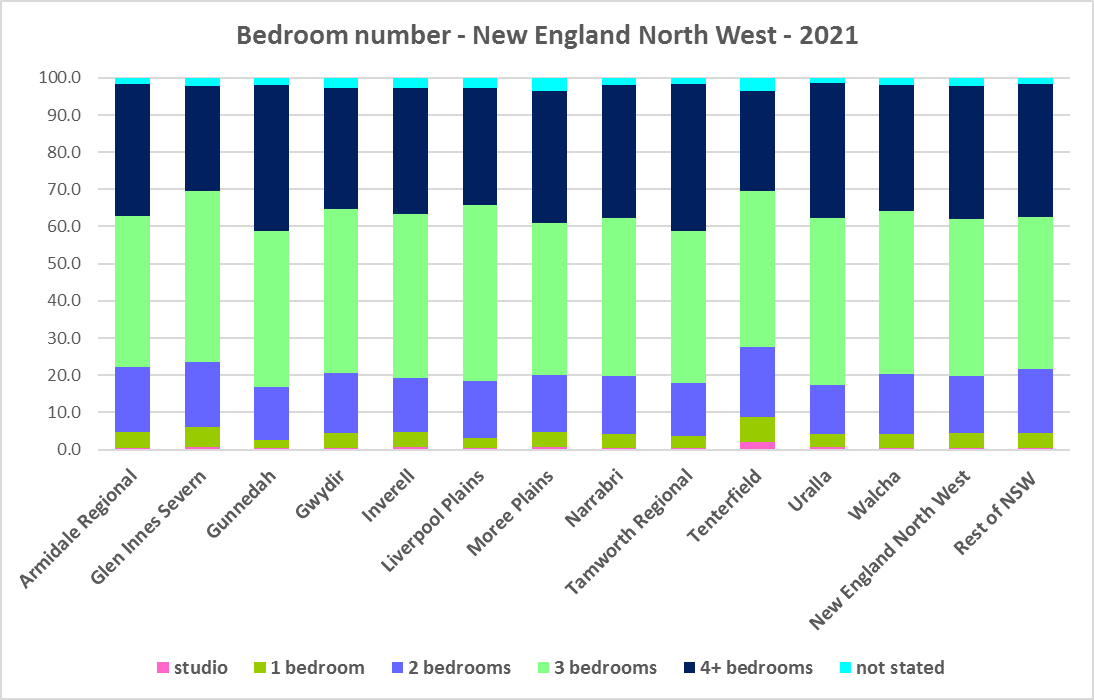 Bedroom number - New England North West - 2021
100.0
90.0
80.0
70.0
60.0
50.0
40.0
30.0
20.0
10.0
0.0
Armidale Regional
Glen Innes Severn
Gunnedah
Gwydir
Inverell
Liverpool Plains
Moree Plains
Narrabri
Tamworth Regional
Tenterfield
Uralla
Walcha
New England North West
Rest of NSW
studio 1 bedroom 2 bedrooms 3 bedrooms 4+ bedrooms not stated